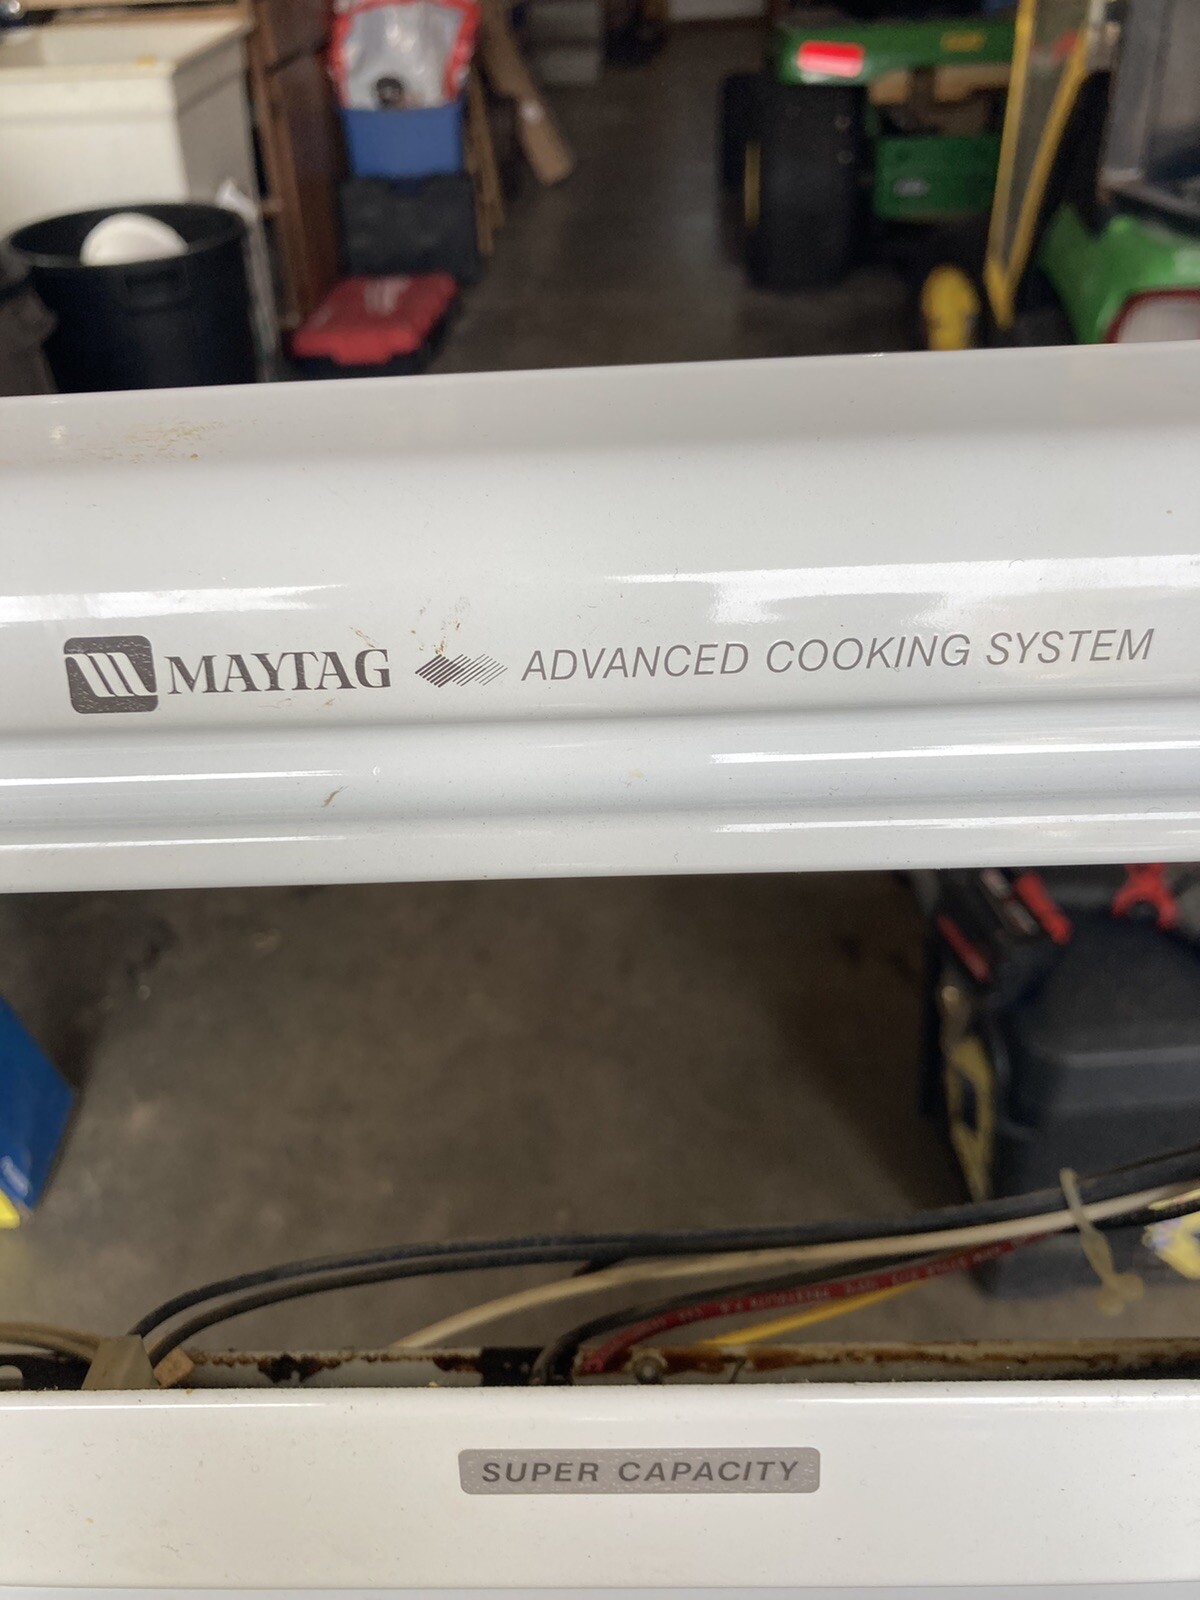 MAYTAG ADVANCED COOKING SYSTEM
SUPER CAPACITY